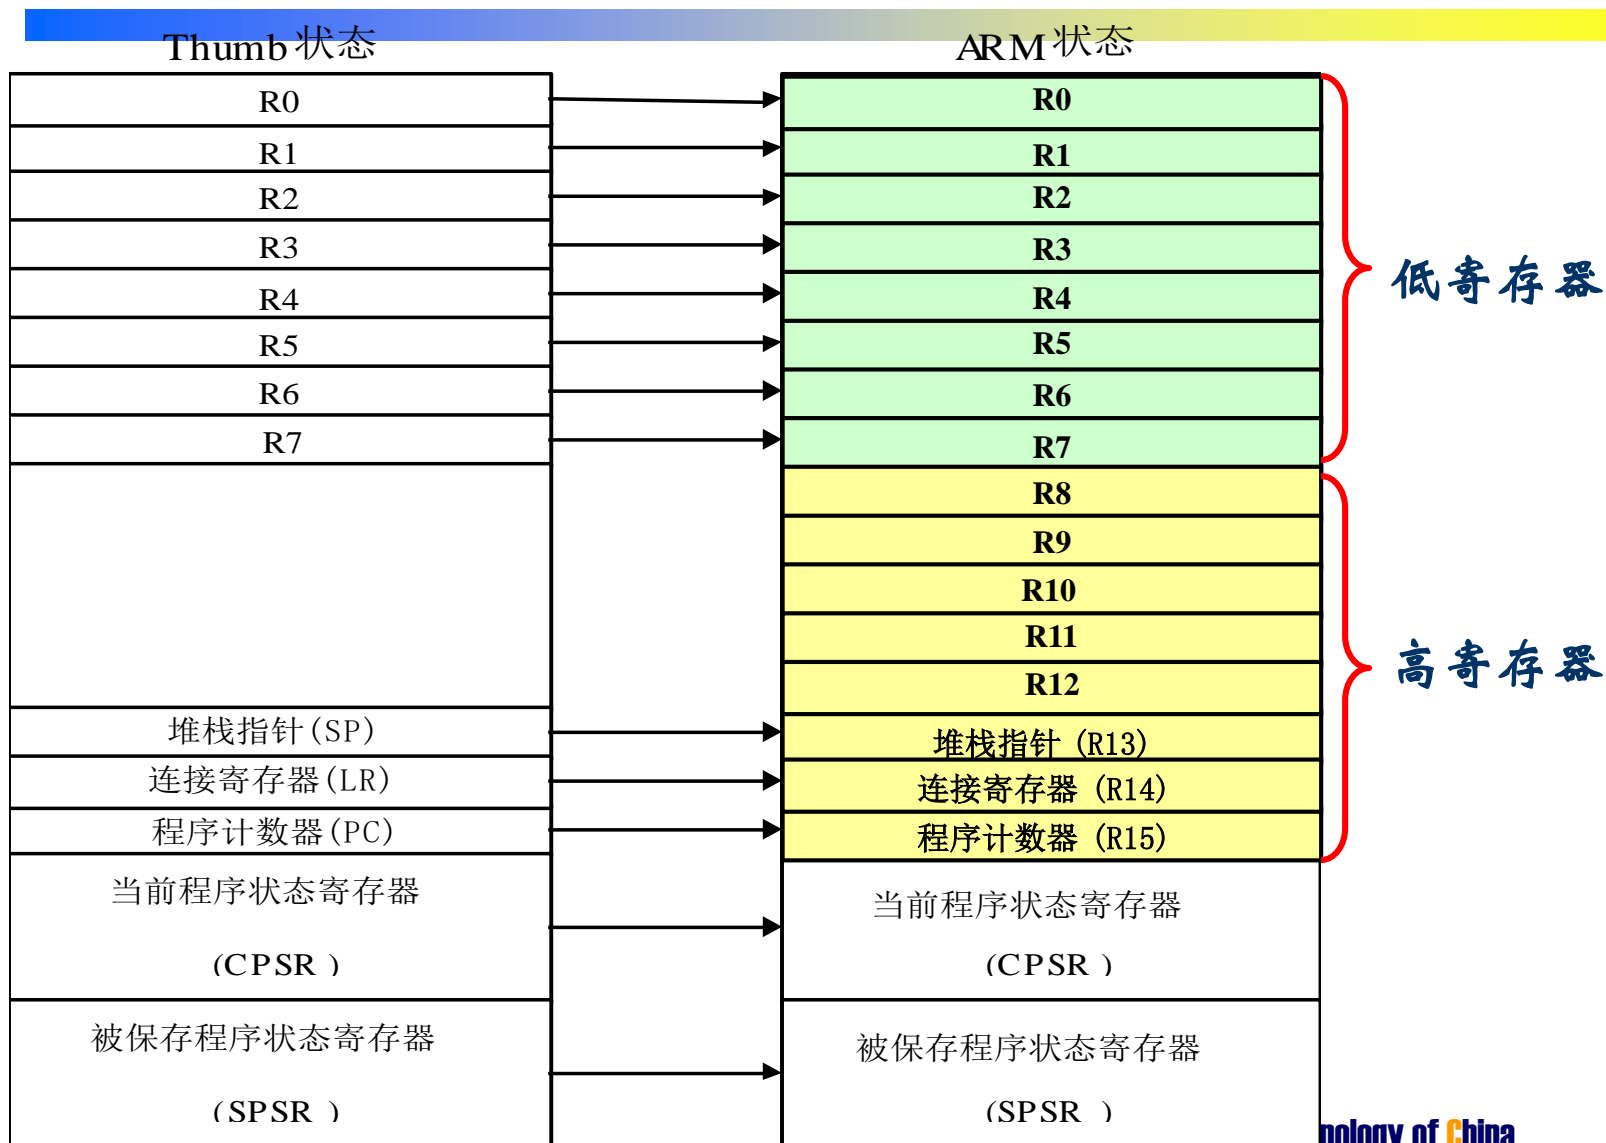 Thumb状态 ARM状态
R0 R0
R1 R1
R2 R2
R3 R3
R4 R4
R5 R5
R6 R6
R7 R7
低寄存器
R8
R9
R10
R11
R12
高寄存器
堆栈指针(SP) 堆栈指针 (R13)
连接寄存器(LR) 连接寄存器 (R14)
程序计数器(PC) 程序计数器 (R15)
当前程序状态寄存器 当前程序状态寄存器
(CPSR ) (CPSR )
被保存程序状态寄存器 被保存程序状态寄存器
(SPSR ) (SPSR )
nology of China